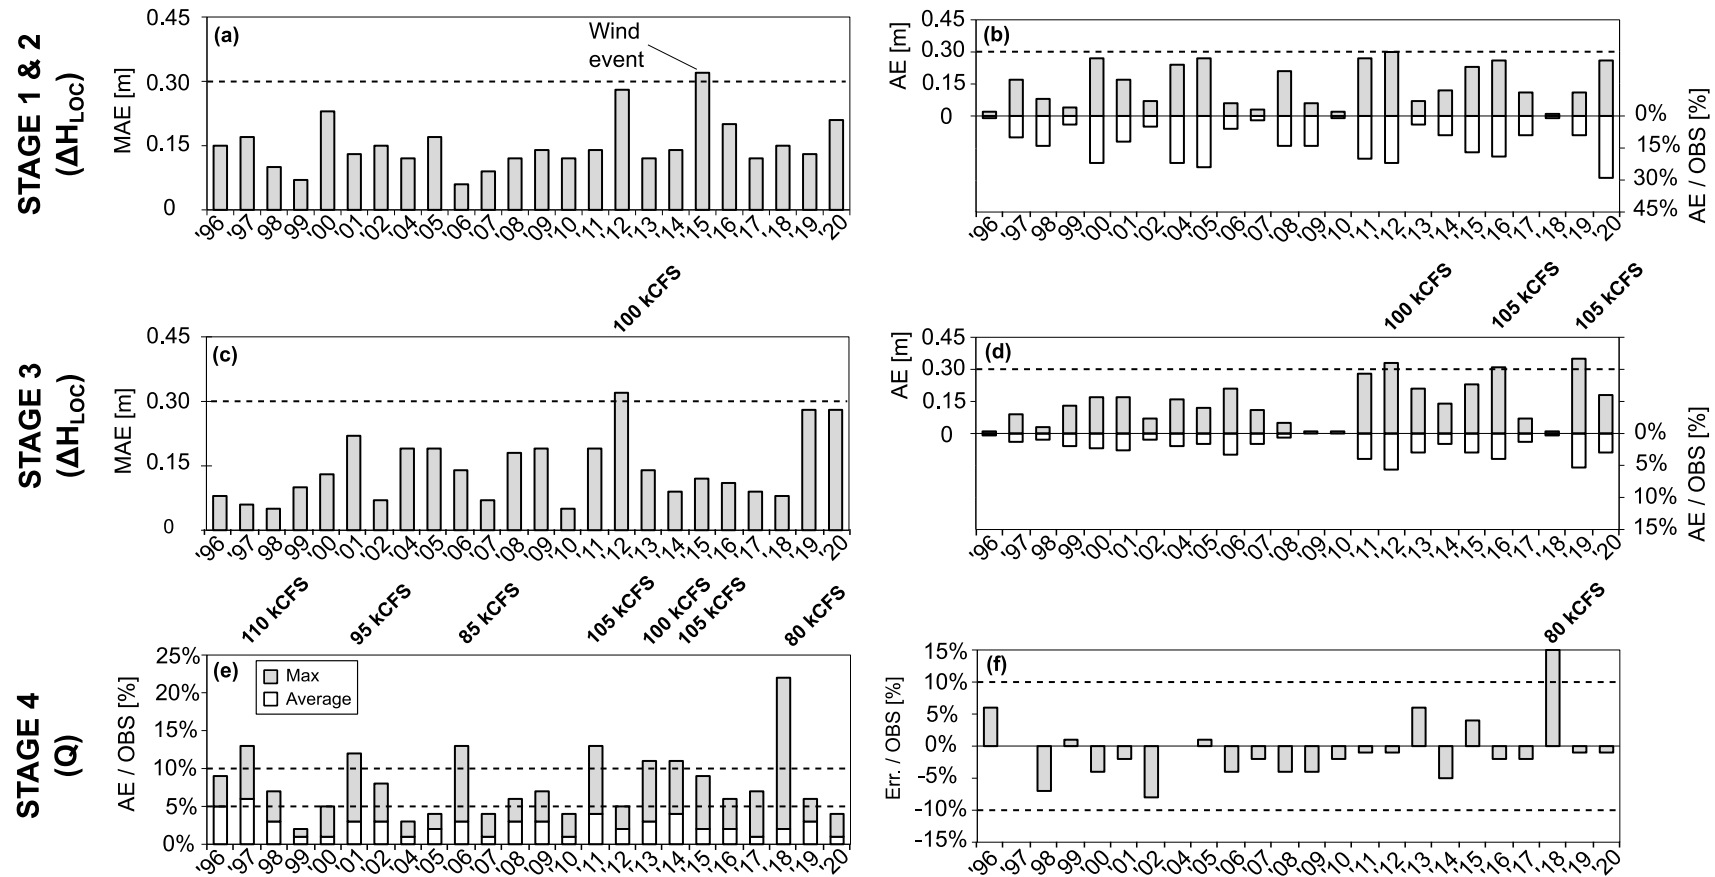 STAGE 1 & 2
(ΔH_LOC)
MAE [m]
0.45
0.30
0.15
0
(a)
Wind
event
'96 '97 '98 '99 '00 '01 '02 '04 '05 '06 '07 '08 '09 '10 '11 '12 '13 '14 '15 '16 '17 '18 '19 '20
AE [m]
0.45
0.30
0.15
0
(b)
0%
15%
30%
45%
AE / OBS [%]
'96 '97 '98 '99 '00 '01 '02 '04 '05 '06 '07 '08 '09 '10 '11 '12 '13 '14 '15 '16 '17 '18 '19 '20
STAGE 3
(ΔH_LOC)
100 kCFS
MAE [m]
0.45
0.30
0.15
0
(c)
'96 '97 '98 '99 '00 '01 '02 '04 '05 '06 '07 '08 '09 '10 '11 '12 '13 '14 '15 '16 '17 '18 '19 '20
100 kCFS
105 kCFS
105 kCFS
AE [m]
0.45
0.30
0.15
0
(d)
0%
5%
10%
15%
AE / OBS [%]
'96 '97 '98 '99 '00 '01 '02 '04 '05 '06 '07 '08 '09 '10 '11 '12 '13 '14 '15 '16 '17 '18 '19 '20
STAGE 4
(Q)
110 kCFS
95 kCFS
85 kCFS
105 kCFS
100 kCFS
105 kCFS
80 kCFS
AE / OBS [%]
25%
20%
15%
10%
5%
0%
(e)
Max
Average
'96 '97 '98 '99 '00 '01 '02 '04 '05 '06 '07 '08 '09 '10 '11 '12 '13 '14 '15 '16 '17 '18 '19 '20
80 kCFS
Err. / OBS [%]
15%
10%
5%
0%
-5%
-10%
-15%
(f)
'96 '97 '98 '99 '00 '01 '02 '04 '05 '06 '07 '08 '09 '10 '11 '12 '13 '14 '15 '16 '17 '18 '19 '20